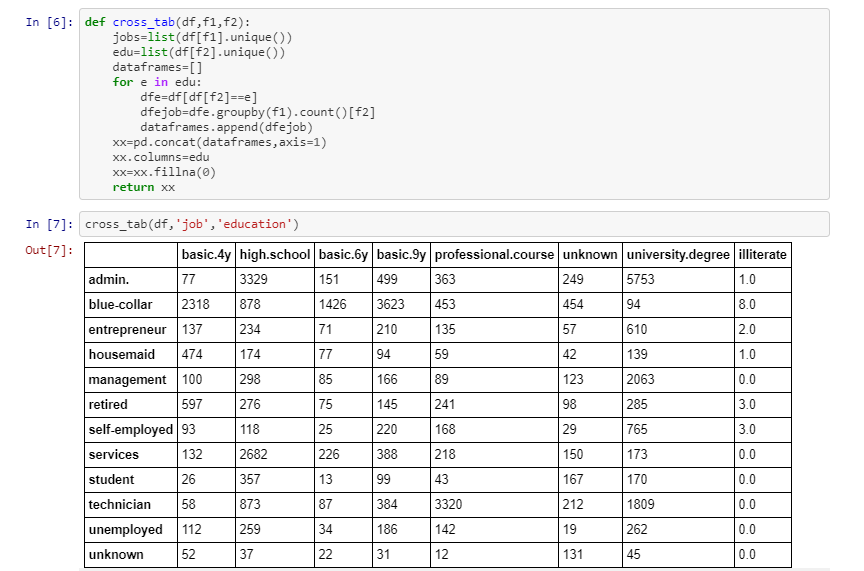 In [6]: def cross_tab(df,f1,f2):
    jobs=list(df[f1].unique())
    edu=list(df[f2].unique())
    dataframes=[]
    for e in edu:
        dfe=df[df[f2]==e]
        dfejob=dfe.groupby(f1).count()[f2]
        dataframes.append(dfejob)
    xx=pd.concat(dataframes,axis=1)
    xx.columns=edu
    xx=xx.fillna(0)
    return xx
In [7]: cross_tab(df,'job','education')
Out[7]: basic.4y high.school basic.6y basic.9y professional.course unknown university.degree illiterate
admin. 77 3329 151 499 363 249 5753 1.0
blue-collar 2318 878 1426 3623 453 454 94 8.0
entrepreneur 137 234 71 210 135 57 610 2.0
housemaid 474 174 77 94 59 42 139 1.0
management 100 298 85 166 89 123 2063 0.0
retired 597 276 75 145 241 98 285 3.0
self-employed 93 118 25 220 168 29 765 3.0
services 132 2682 226 388 218 150 173 0.0
student 26 357 13 99 43 167 170 0.0
technician 58 873 87 384 3320 212 1809 0.0
unemployed 112 259 34 186 142 19 262 0.0
unknown 52 37 22 31 12 131 45 0.0